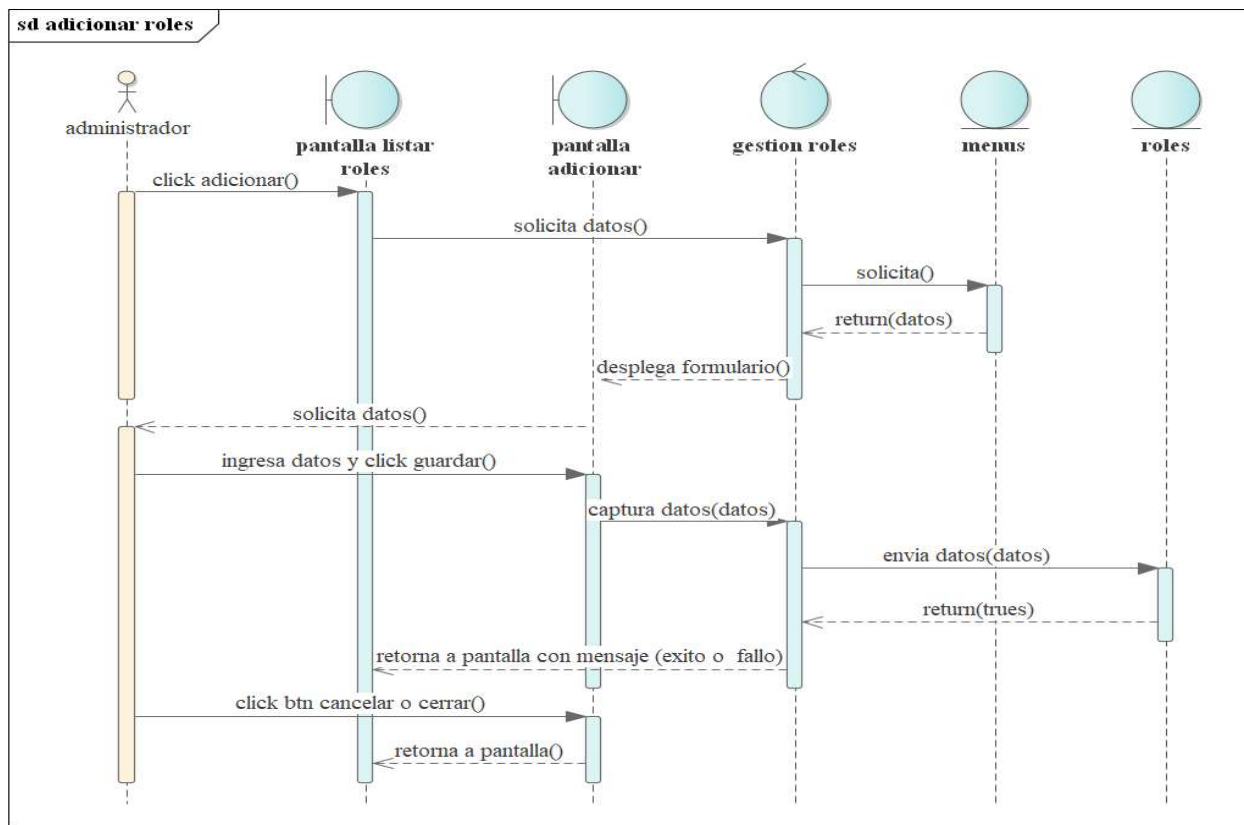 sd adicionar roles
administrador
pantalla listar
roles
pantalla
adicionar
gestion roles
menus
roles
click adicionar()
solicita datos()
solicita()
return(datos)
desplega formulario()
solicita datos()
ingresa datos y click guardar()
captura datos(datos)
envia datos(datos)
return(trues)
retorna a pantalla con mensaje (exito o fallo)
click btn cancelar o cerrar()
retorna a pantalla()